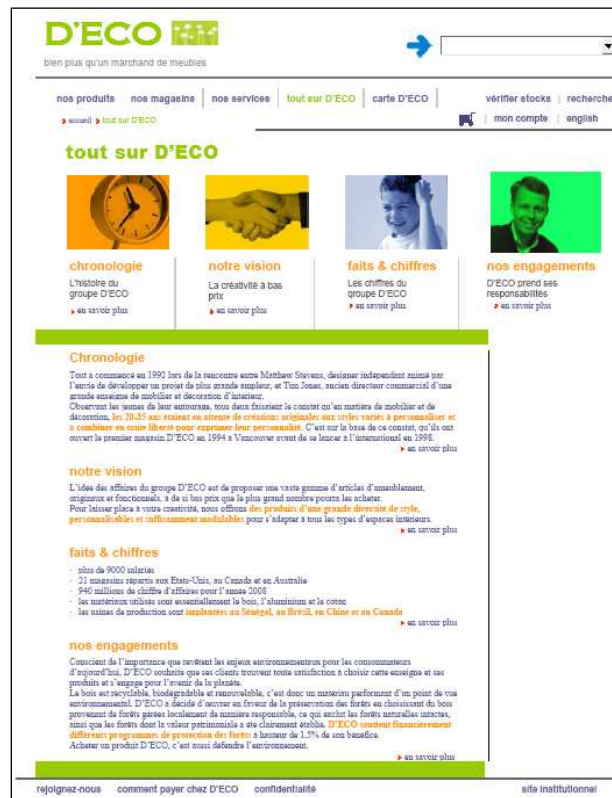 D'ECO
bien plus qu'un marchand de meubles
nos produits nos magasins nos services tout sur D'ECO carte D'ECO vérifier stocks recherche
accueil tout sur D'ECO mon compte english
tout sur D'ECO
chronologie notre vision faits & chiffres nos engagements
L'histoire du La créativité à bas Les chiffres du D'ECO prend ses
groupe D'ECO prix groupe D'ECO responsabilités
en savoir plus en savoir plus en savoir plus en savoir plus
Chronologie
Tout a commencé en 1992 lors de la rencontre entre Matthew Stevens, designer indépendant animé par
l'envie de développer un projet de plus grande ampleur, et Tim Jones, ancien directeur commercial d'une
grande enseigne de mobilier et décoration d'interieur.
Observant les jeunes de leur entourage, tous deux faisaient le constat qu'en matière de mobilier et de
décoration, les 20-35 ans étaient en attente de créations originales aux styles variés à personnaliser et
a combiner en toute liberté pour exprimer leur personnalité. C'est sur la base de ce constat, qu'ils ont
ouvert le premier magasin D'ECO en 1994 à Vancouver avant de se lancer à l'international en 1998.
en savoir plus
notre vision
L'idée des affaires du groupe D'ECO est de proposer une vaste gamme d'articles d'ameublement,
originaux et fonctionnels, à de si bas prix que le plus grand nombre pourra les acheter.
Pour laisser place à votre créativité, nous offrons des produits d'une grande diversité de style,
personnalisables et suffisamment modulables pour s'adapter à tous les types d'espaces interieurs.
en savoir plus
faits & chiffres
- plus de 9000 salariés
- 21 magasins répartis aux Etats-Unis, au Canada et en Australie
- 940 millions de chiffre d'affaires pour l'année 2008
- les matériaux utilisés sont essentiellement le bois, l'aluminium et le coton
- les usines de production sont implantées au Sénégal, au Brésil, en Chine et au Canada
en savoir plus
nos engagements
Conscient de l'importance que revêtent les enjeux environnementaux pour les consommateurs
d'aujourd'hui, D'ECO souhaite que ses clients trouvent toute satisfaction à choisir cette enseigne et ses
produits et s'engage pour l'avenir de la planète.
Le bois est recyclable, biodégradable et renouvelable, c'est donc un materiau performant d'un point de vue
environnemental. D'ECO a décidé d'oeuvrer en faveur de la préservation des forêts en choisissant du bois
provenant de forêts gérées localement de manière responsable, ce qui exclut les forêts naturelles intactes,
ainsi que les forêts dont la valeur patrimoniale a été clairement établie. D'ECO soutient financièrement
différents programmes de protection des forêts à hauteur de 1,5% de son benefice.
Acheter un produit D'ECO, c'est aussi défendre l'environnement.
en savoir plus
rejoignez-nous comment payer chez D'ECO confidentialité site institutionnel